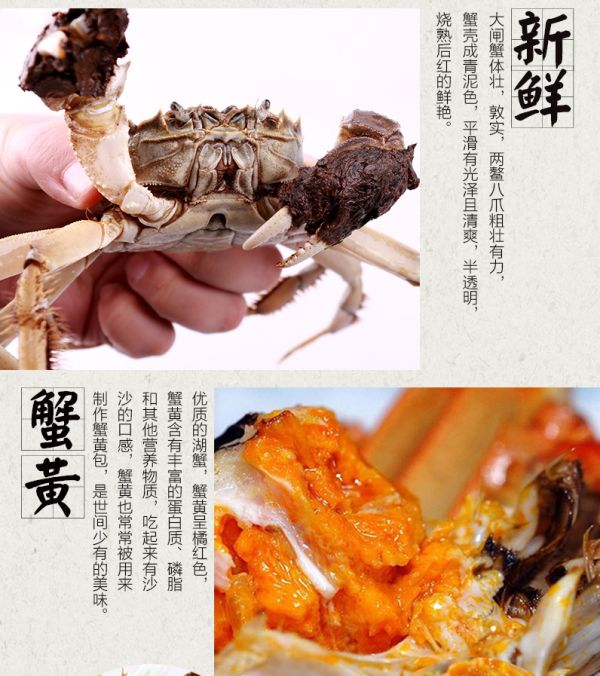 新鲜
大闸蟹体壮，敦实，两鳌八爪粗壮有力，
蟹壳成青泥色，平滑有光泽且清爽，半透明，
烧熟后红的鲜艳。
蟹黄
优质的湖蟹，蟹黄呈橘红色，
蟹黄含有丰富的蛋白质、磷脂
和其他营养物质，吃起来有沙
沙的口感，蟹黄也常常被用来
制作蟹黄包，是世间少有的美味。